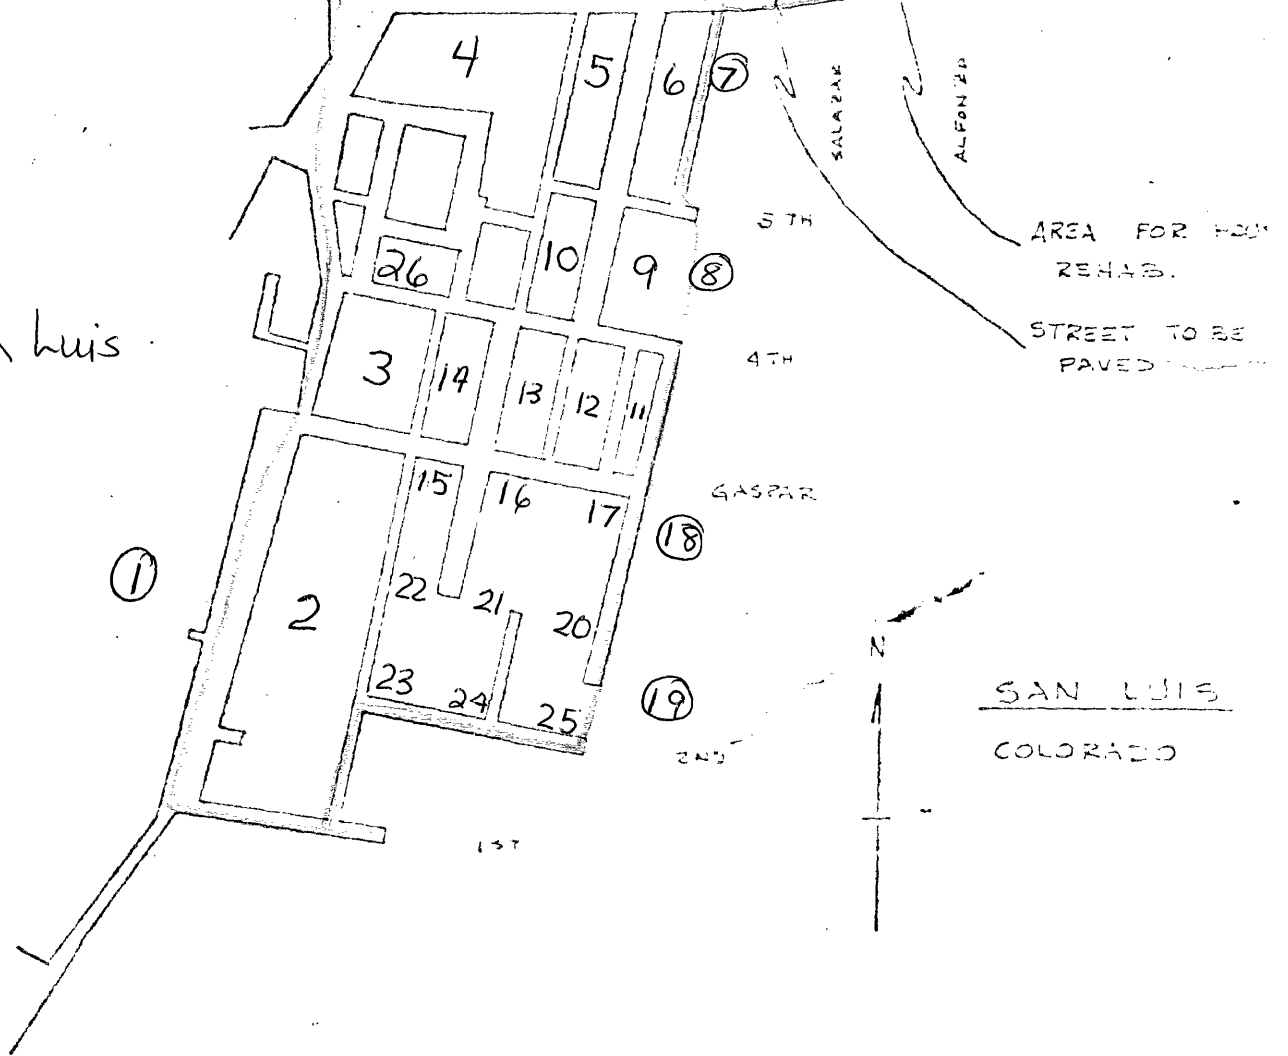 4
5
6
7
SALAZAR
ALFONZO
5TH
AREA FOR
REHAB.
26
10
9
8
Luis
STREET TO BE
PAVED
4TH
3
14
13
12
11
15
16
17
GASPAR
18
1
2
22
21
20
N
23
24
25
19
SAN LUIS
COLORADO
2ND
1ST